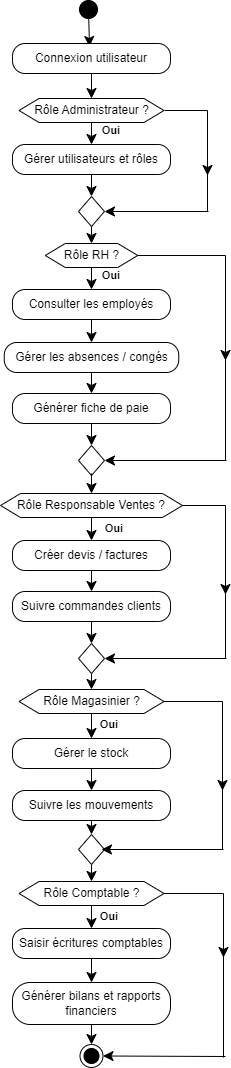 Connexion utilisateur
Rôle Administrateur ?
Oui
Gérer utilisateurs et rôles
Rôle RH ?
Oui
Consulter les employés
Gérer les absences / congés
Générer fiche de paie
Rôle Responsable Ventes ?
Oui
Créer devis / factures
Suivre commandes clients
Rôle Magasinier ?
Oui
Gérer le stock
Suivre les mouvements
Rôle Comptable ?
Oui
Saisir écritures comptables
Générer bilans et rapports
financiers